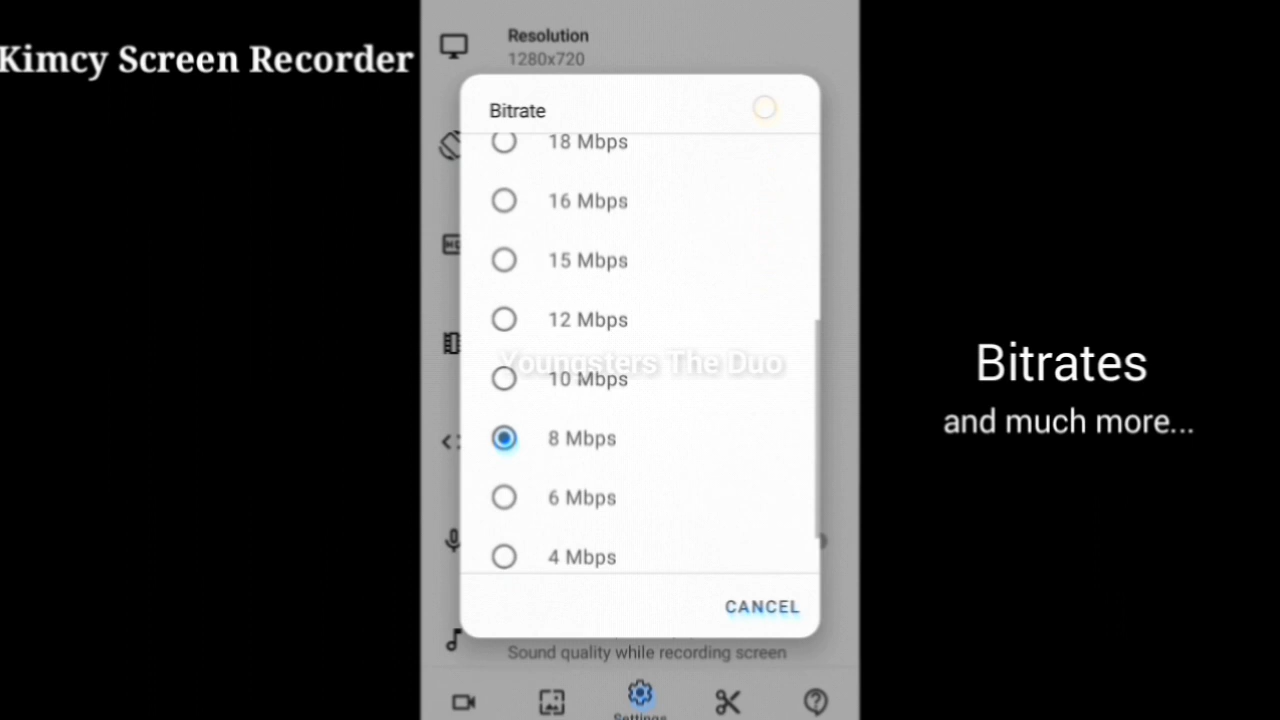 Kimcy Screen Recorder
Resolution
1280x720
Bitrate
18 Mbps
16 Mbps
15 Mbps
12 Mbps
Youngsters The Duo
10 Mbps
8 Mbps
6 Mbps
4 Mbps
CANCEL
Bitrates
and much more...
Sound quality while recording screen
Settings